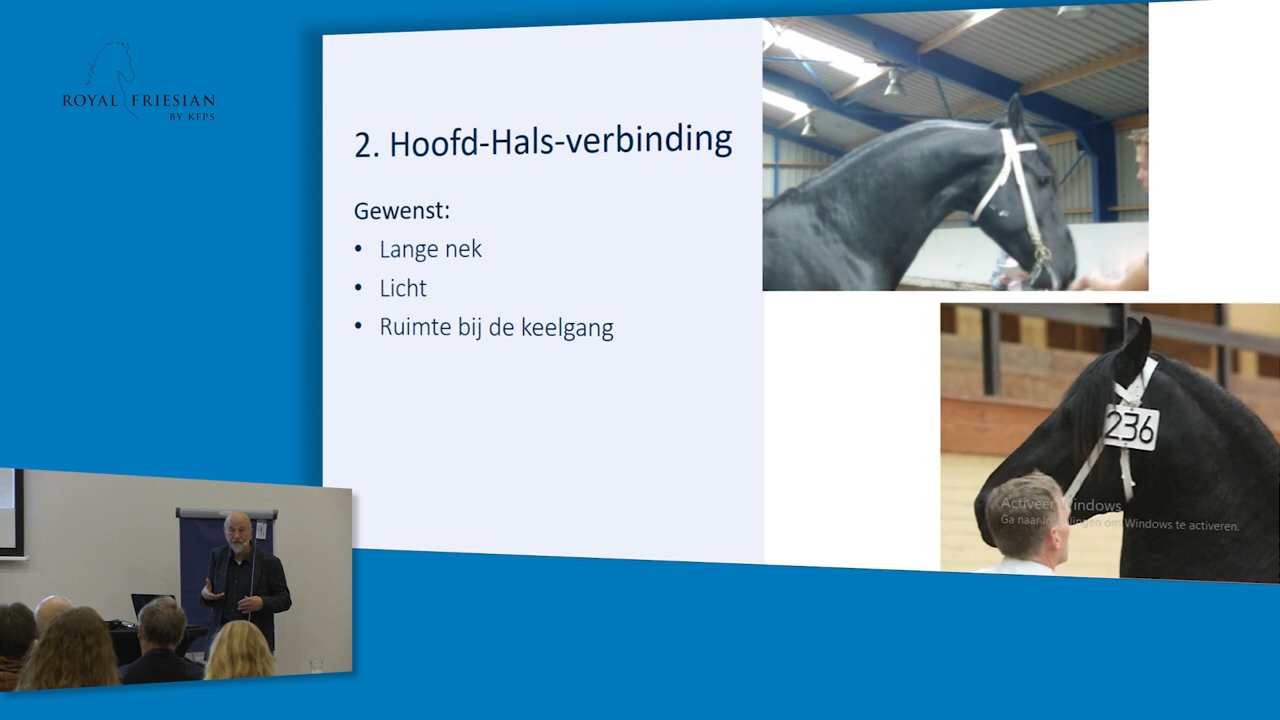 ROYAL FRIESIAN
BY KFPS
2. Hoofd-Hals-verbinding
Gewenst:
• Lange nek
• Licht
• Ruimte bij de keelgang
236
Activeer Windows
Ga naar Instellingen om Windows te activeren.